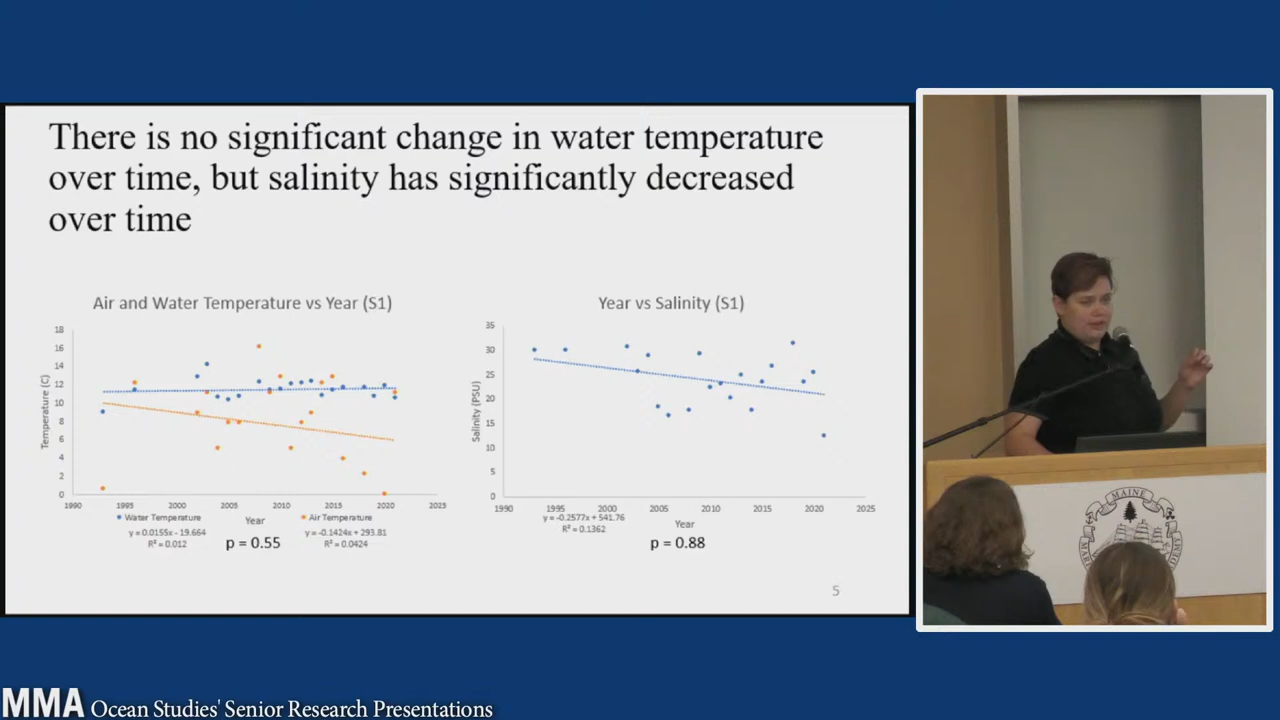 There is no significant change in water temperature
over time, but salinity has significantly decreased
over time
Air and Water Temperature vs Year (S1)
18
16
14
12
10
8
6
4
2
0
Temperature (C)
1990
1995
2000
2005
2010
2015
2020
2025
Water Temperature
Year
Air Temperature
y = 0.0155x - 19.664
R² = 0.012
p = 0.55
y = -0.1424x + 293.81
R² = 0.0424
Year vs Salinity (S1)
35
30
25
20
15
10
5
0
Salinity (PSU)
1990
1995
2000
2005
2010
2015
2020
2025
y = -0.2577x + 541.76
R² = 0.1362
Year
p = 0.88
5
MAINE
MMA Ocean Studies' Senior Research Presentations